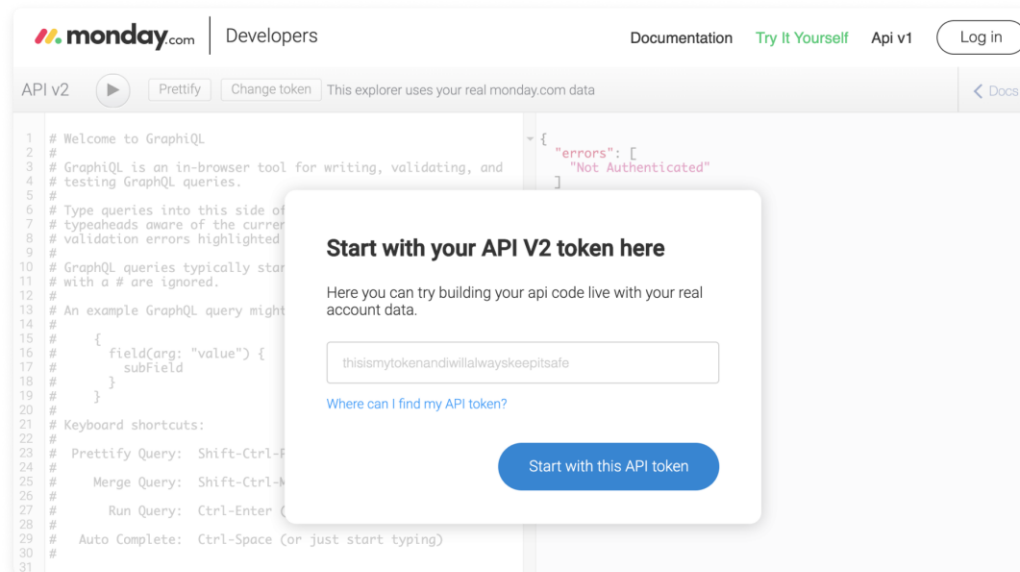 monday.com Developers Documentation Try It Yourself Api v1 Log in
API v2 Prettify Change token This explorer uses your real monday.com data Docs
1 # Welcome to GraphiQL
2 #
3 # GraphiQL is an in-browser tool for writing, validating, and
4 # testing GraphQL queries.
5 #
6 # Type queries into this side of
7 # typeaheads aware of the
8 # validation errors highlighted
9 #
10 # GraphQL queries typically
11 # with a # are ignored.
12 #
13 # An example GraphQL query might
14 #
15 # {
16 # field(arg: "value") {
17 # subField
18 # }
19 # }
20 #
21 # Keyboard shortcuts:
22 #
23 # Prettify Query: Shift-Ctrl-P
24 #
25 # Merge Query: Shift-Ctrl-M
26 #
27 # Run Query: Ctrl-Enter (
28 #
29 # Auto Complete: Ctrl-Space (or just start typing)
30 #
31
{
"errors": [
"Not Authenticated"
]
Start with your API V2 token here
Here you can try building your api code live with your real
account data.
thisismytokenandiwillalwayskeepitsafe
Where can I find my API token?
Start with this API token